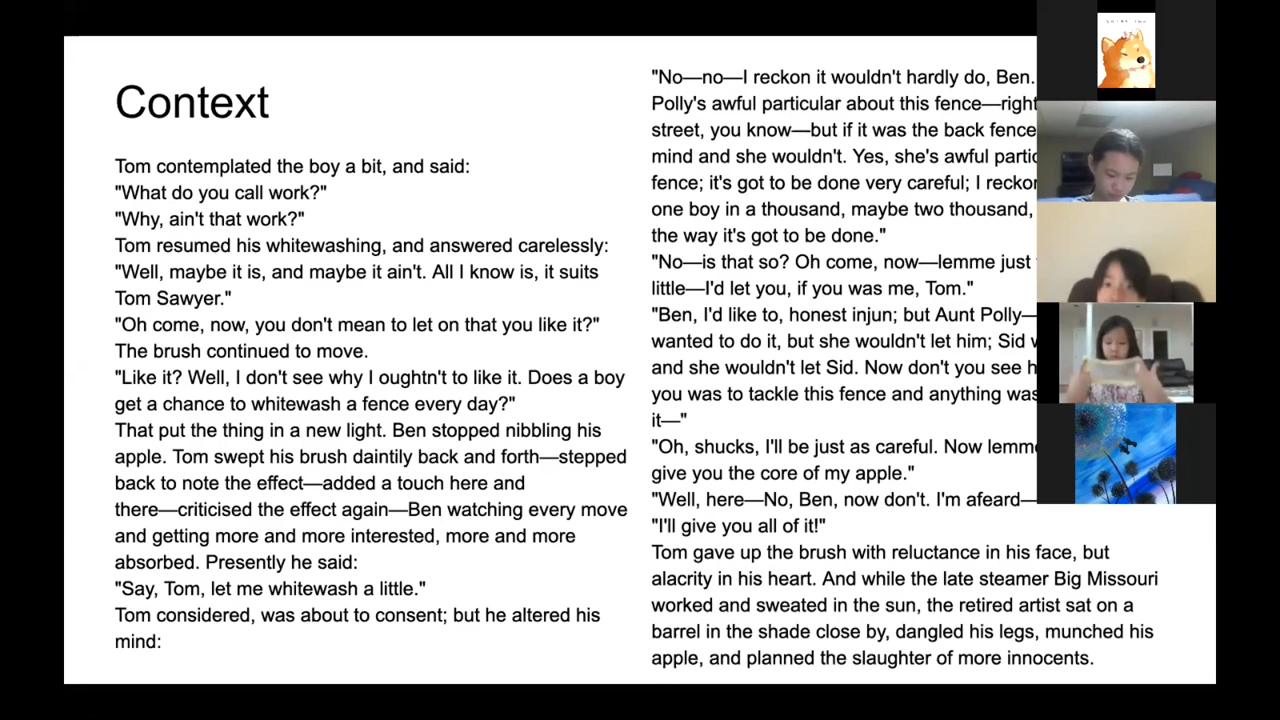 Context
Tom contemplated the boy a bit, and said:
"What do you call work?"
"Why, ain't that work?"
Tom resumed his whitewashing, and answered carelessly:
"Well, maybe it is, and maybe it ain't. All I know is, it suits
Tom Sawyer."
"Oh come, now, you don't mean to let on that you like it?"
The brush continued to move.
"Like it? Well, I don't see why I oughtn't to like it. Does a boy
get a chance to whitewash a fence every day?"
That put the thing in a new light. Ben stopped nibbling his
apple. Tom swept his brush daintily back and forth—stepped
back to note the effect—added a touch here and
there—criticised the effect again—Ben watching every move
and getting more and more interested, more and more
absorbed. Presently he said:
"Say, Tom, let me whitewash a little."
Tom considered, was about to consent; but he altered his
mind:
"No—no—I reckon it wouldn't hardly do, Ben.
Polly's awful particular about this fence—right
street, you know—but if it was the back fence
mind and she wouldn't. Yes, she's awful
fence; it's got to be done very careful; I
one boy in a thousand, maybe two thousand,
the way it's got to be done."
"No—is that so? Oh come, now—lemme just
little—I'd let you, if you was me, Tom."
"Ben, I'd like to, honest injun; but Aunt Polly—
wanted to do it, but she wouldn't let him; Sid
and she wouldn't let Sid. Now don't you see
you was to tackle this fence and anything
it—"
"Oh, shucks, I'll be just as careful. Now
give you the core of my apple."
"Well, here—No, Ben, now don't. I'm afeard—
"I'll give you all of it!"
Tom gave up the brush with reluctance in his face, but
alacrity in his heart. And while the late steamer Big Missouri
worked and sweated in the sun, the retired artist sat on a
barrel in the shade close by, dangled his legs, munched his
apple, and planned the slaughter of more innocents.